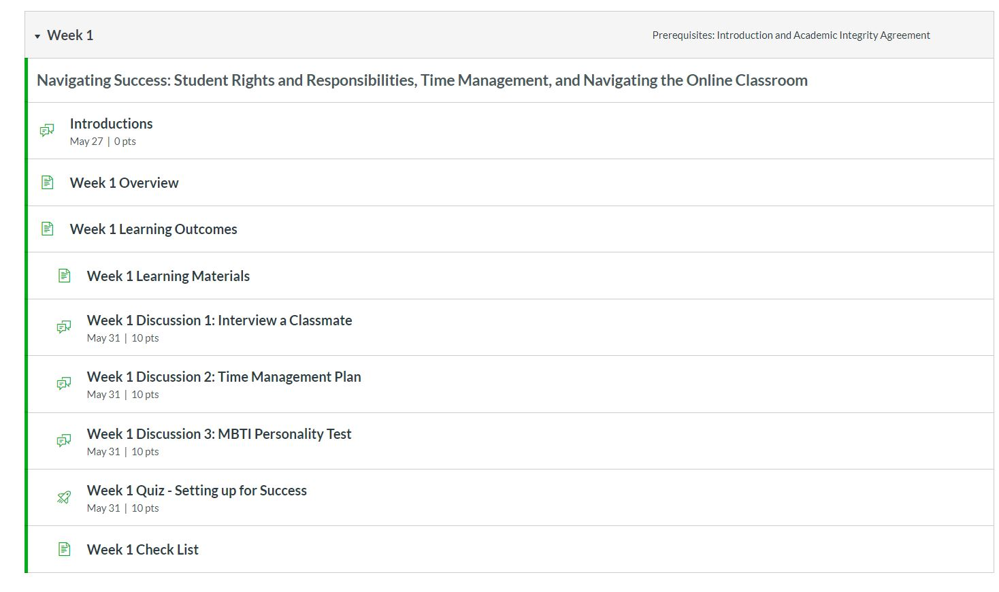 Week 1
Prerequisites: Introduction and Academic Integrity Agreement
Navigating Success: Student Rights and Responsibilities, Time Management, and Navigating the Online Classroom
Introductions
May 27 | 0 pts
Week 1 Overview
Week 1 Learning Outcomes
Week 1 Learning Materials
Week 1 Discussion 1: Interview a Classmate
May 31 | 10 pts
Week 1 Discussion 2: Time Management Plan
May 31 | 10 pts
Week 1 Discussion 3: MBTI Personality Test
May 31 | 10 pts
Week 1 Quiz - Setting up for Success
May 31 | 10 pts
Week 1 Check List